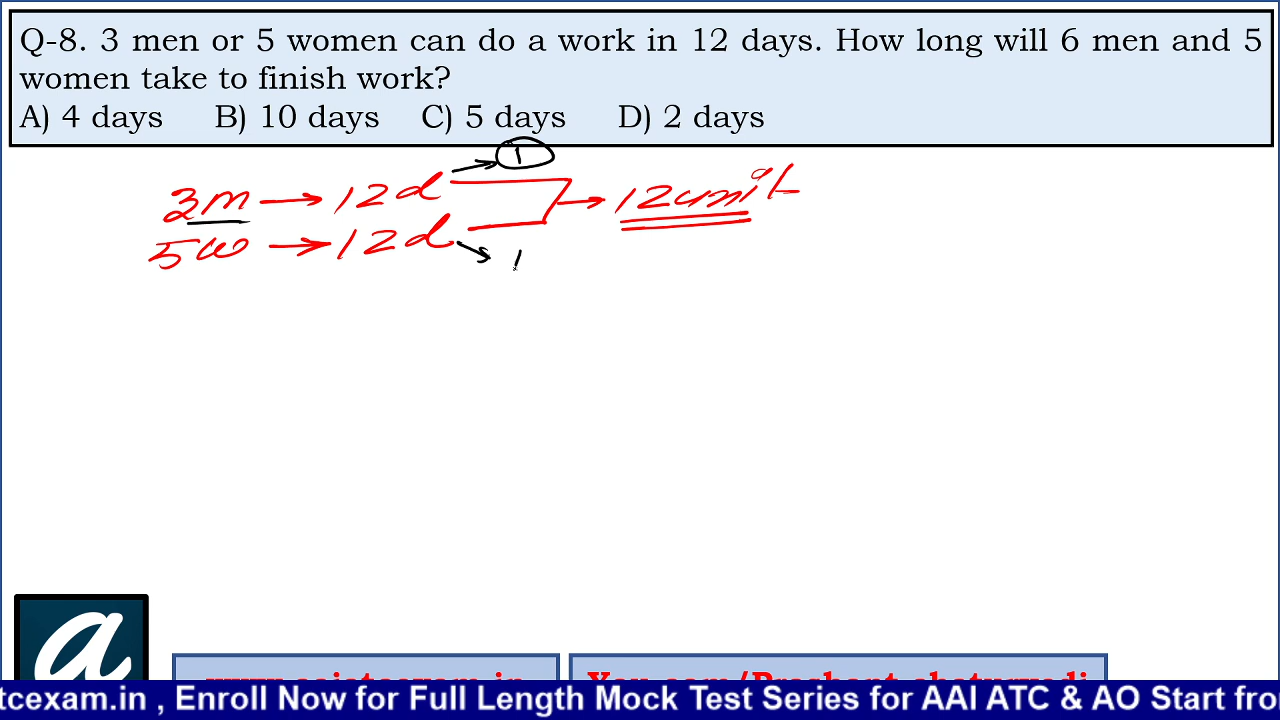 Q-8. 3 men or 5 women can do a work in 12 days. How long will 6 men and 5
women take to finish work?
A) 4 days B) 10 days C) 5 days D) 2 days
1
3m → 12d → 12 unit
5w → 12d
1
a
tcexam.in , Enroll Now for Full Length Mock Test Series for AAI ATC & AO Start fro